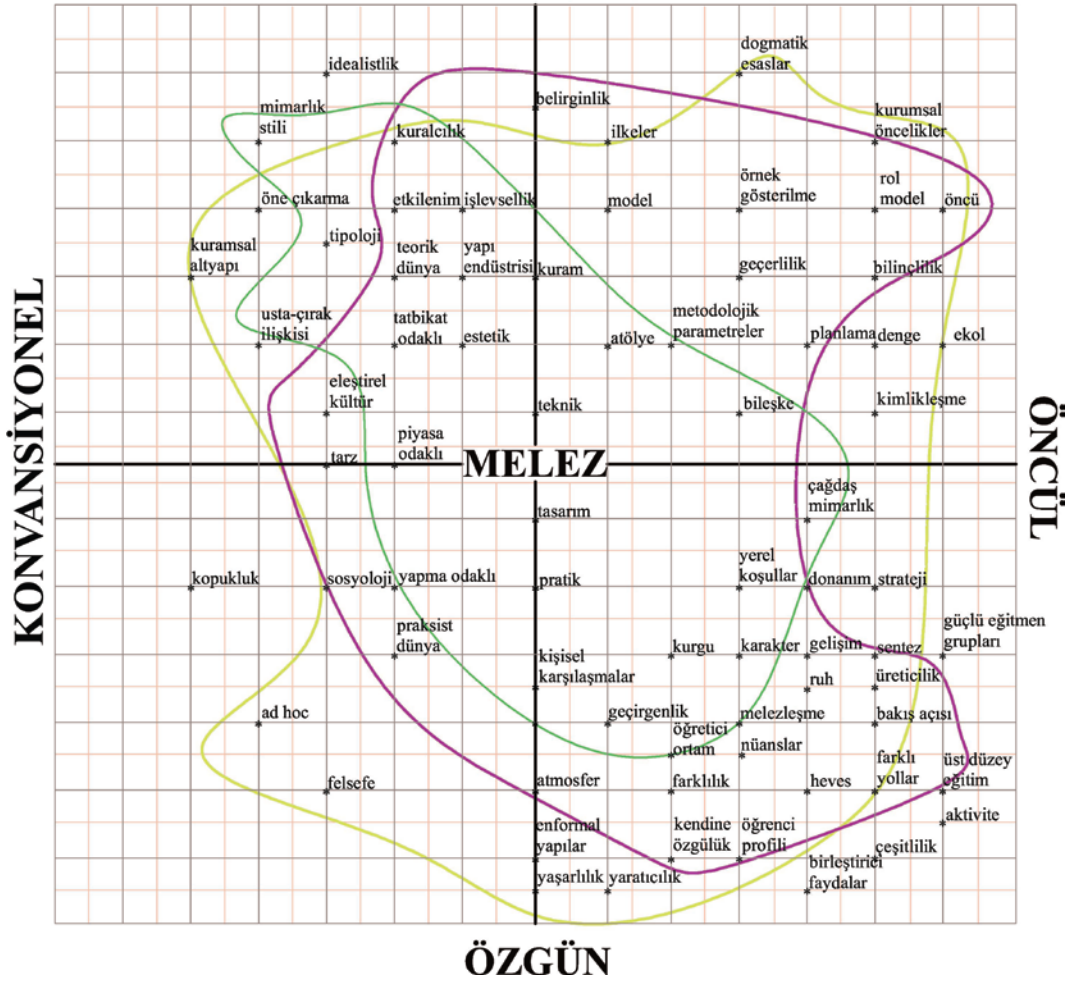 dogmatik
esaslar
idealistlik
mimarlık
stili
belirginlik
kuralcılık
ilkeler
kurumsal
öncelikler
öne çıkarma
etkilenim
işlevsellik
model
örnek
gösterilme
rol
model
öncü
kuramsal
altyapı
tipoloji
teorik
dünya
yapı
endüstrisi
kuram
geçerlilik
bilinçlilik
usta-çırak
ilişkisi
tatbikat
odaklı
estetik
atölye
metodolojik
parametreler
planlama
denge
ekol
eleştirel
kültür
teknik
bileşke
kimlikleşme
tarz
piyasa
odaklı
KONVANSİYONEL
MELEZ
ÖNCÜL
tasarım
çağdaş
mimarlık
kopukluk
sosyoloji
yapma odaklı
pratik
yerel
koşullar
donanım
strateji
praksist
dünya
kişisel
karşılaşmalar
kurgu
karakter
gelişim
sentez
güçlü eğitmen
grupları
ruh
üreticilik
ad hoc
geçirgenlik
öğretici
ortam
melezleşme
nüanslar
bakış açısı
felsefe
atmosfer
farklılık
heves
farklı
yollar
üst düzey
eğitim
aktivite
enformal
yapılar
kendine
özgülük
öğrenci
profili
çeşitlilik
yaşarlılık
yaratıcılık
birleştirici
faydalar
ÖZGÜN